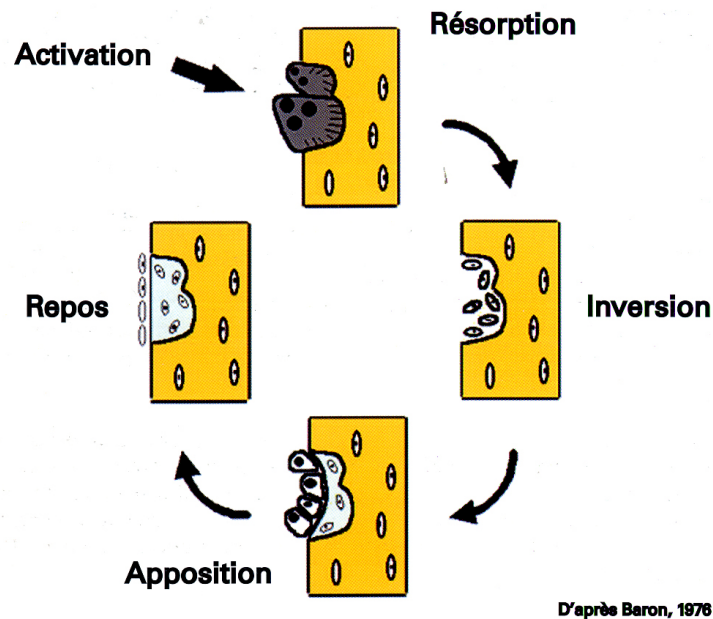 Résorption
Activation
Repos
Inversion
Apposition
D'après Baron, 1976